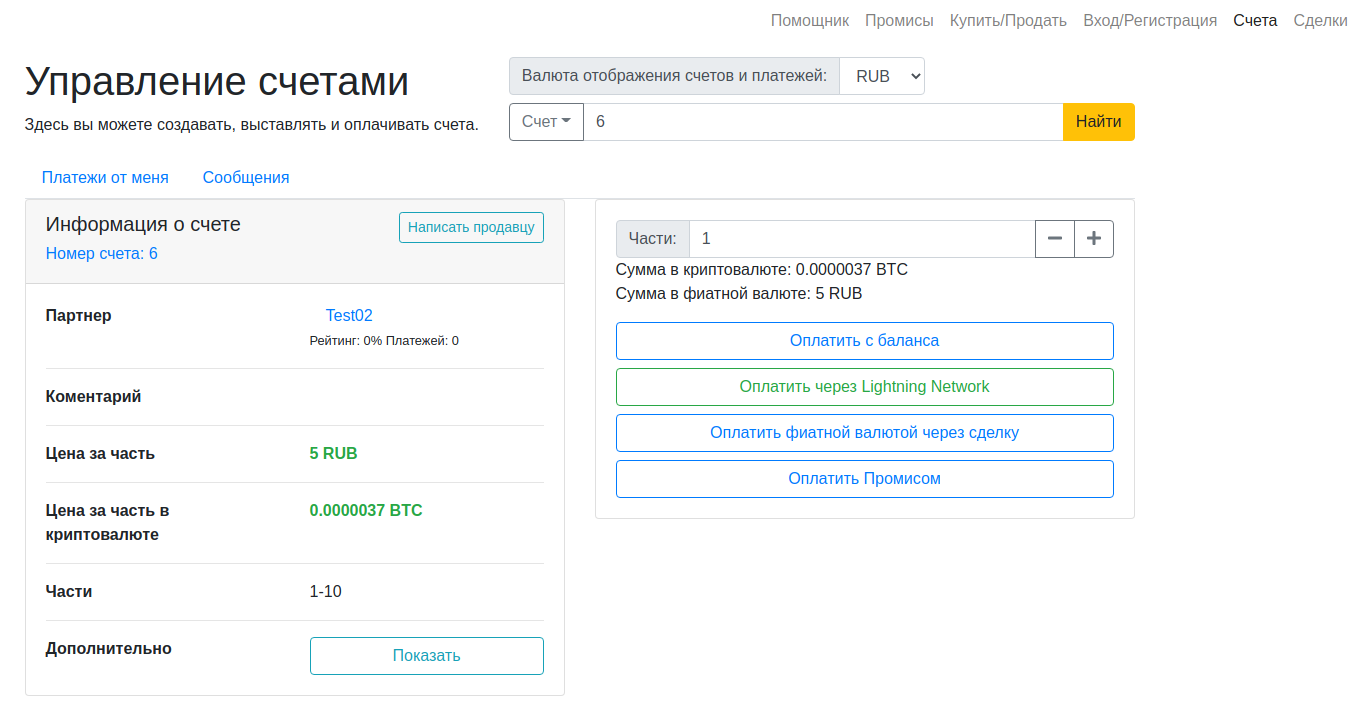 Помощник Промисы Купить/Продать Вход/Регистрация Счета Сделки
Управление счетами
Здесь вы можете создавать, выставлять и оплачивать счета.
Валюта отображения счетов и платежей: RUB
Счет 6 Найти
Платежи от меня Сообщения
Информация о счете
Написать продавцу
Номер счета: 6
Партнер Test02
Рейтинг: 0% Платежей: 0
Коментарий
Цена за часть 5 RUB
Цена за часть в 0.0000037 BTC
криптовалюте
Части 1-10
Дополнительно Показать
Части: 1
Сумма в криптовалюте: 0.0000037 BTC
Сумма в фиатной валюте: 5 RUB
Оплатить с баланса
Оплатить через Lightning Network
Оплатить фиатной валютой через сделку
Оплатить Промисом